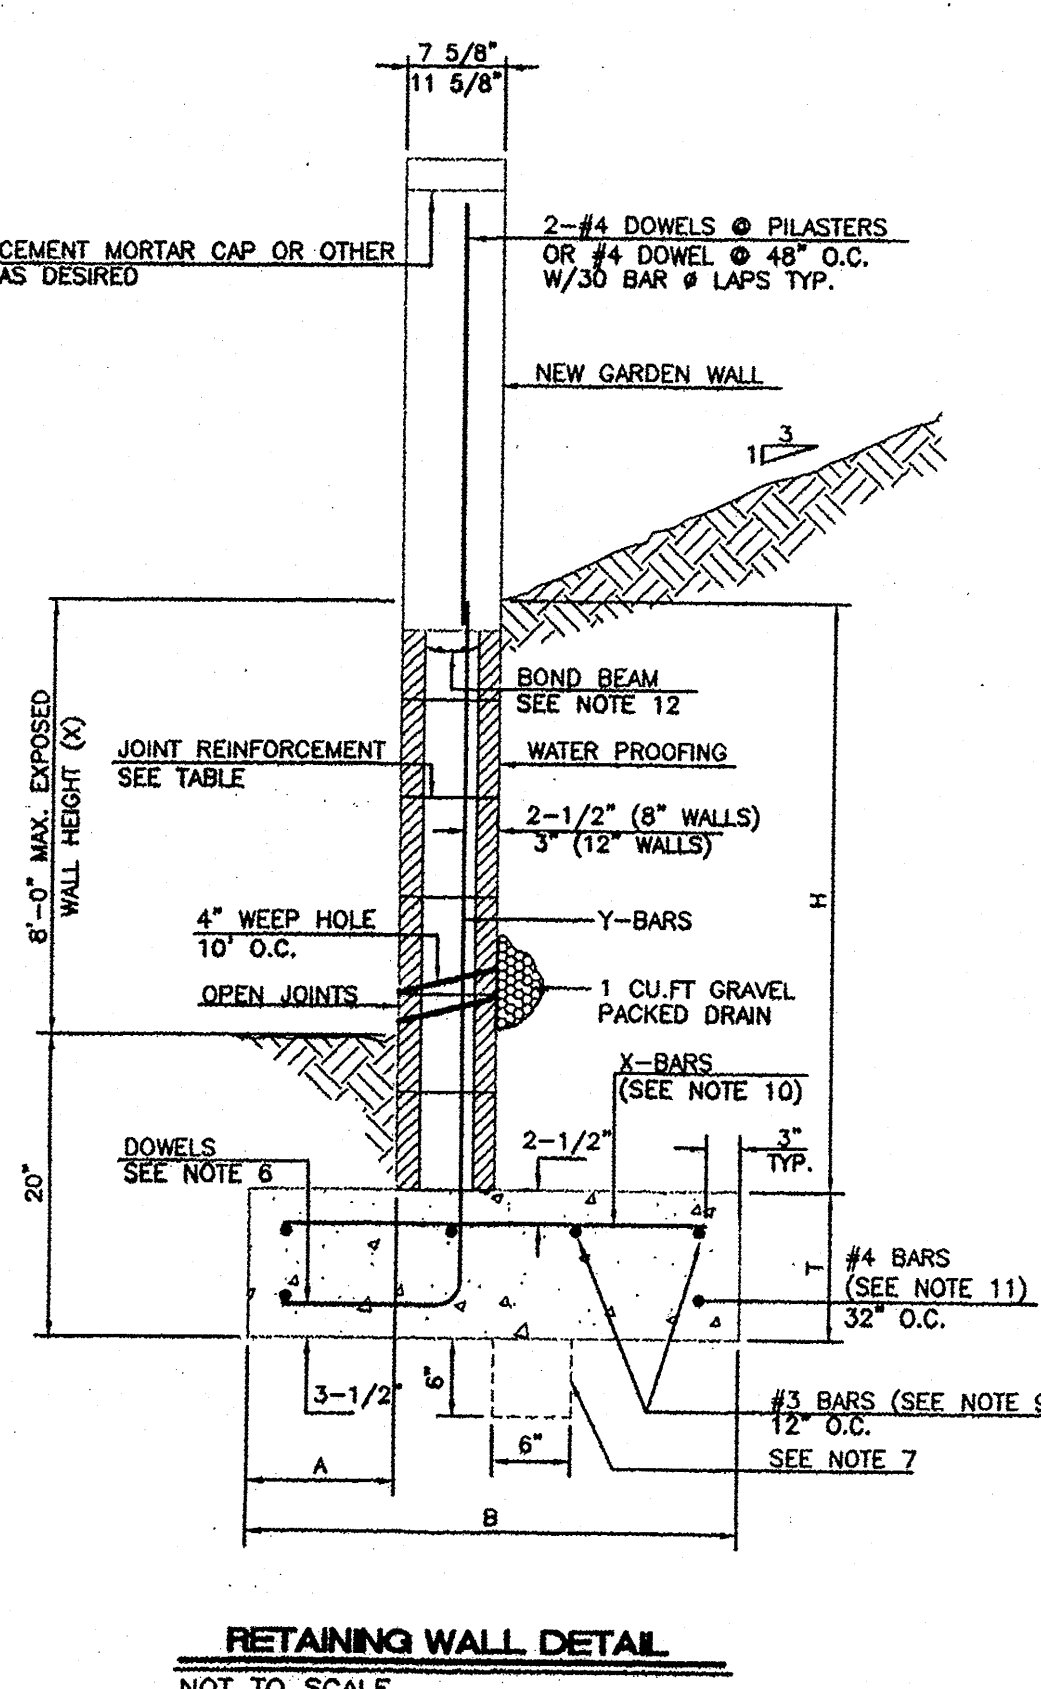 7 5/8"
11 5/8"
CEMENT MORTAR CAP OR OTHER
AS DESIRED
2-#4 DOWELS @ PILASTERS
OR #4 DOWEL @ 48" O.C.
W/30 BAR ø LAPS TYP.
NEW GARDEN WALL
3
1
BOND BEAM
SEE NOTE 12
8'-0" MAX. EXPOSED
WALL HEIGHT (X)
JOINT REINFORCEMENT
SEE TABLE
WATER PROOFING
2-1/2" (8" WALLS)
3" (12" WALLS)
H
4" WEEP HOLE
10' O.C.
Y-BARS
OPEN JOINTS
1 CU.FT GRAVEL
PACKED DRAIN
X-BARS
(SEE NOTE 10)
DOWELS
SEE NOTE 6
2-1/2"
3"
TYP.
20"
T
#4 BARS
(SEE NOTE 11)
32" O.C.
3-1/2"
6"
#3 BARS (SEE NOTE 9
12" O.C.
6"
SEE NOTE 7
A
B
RETAINING WALL DETAIL
NOT TO SCALE